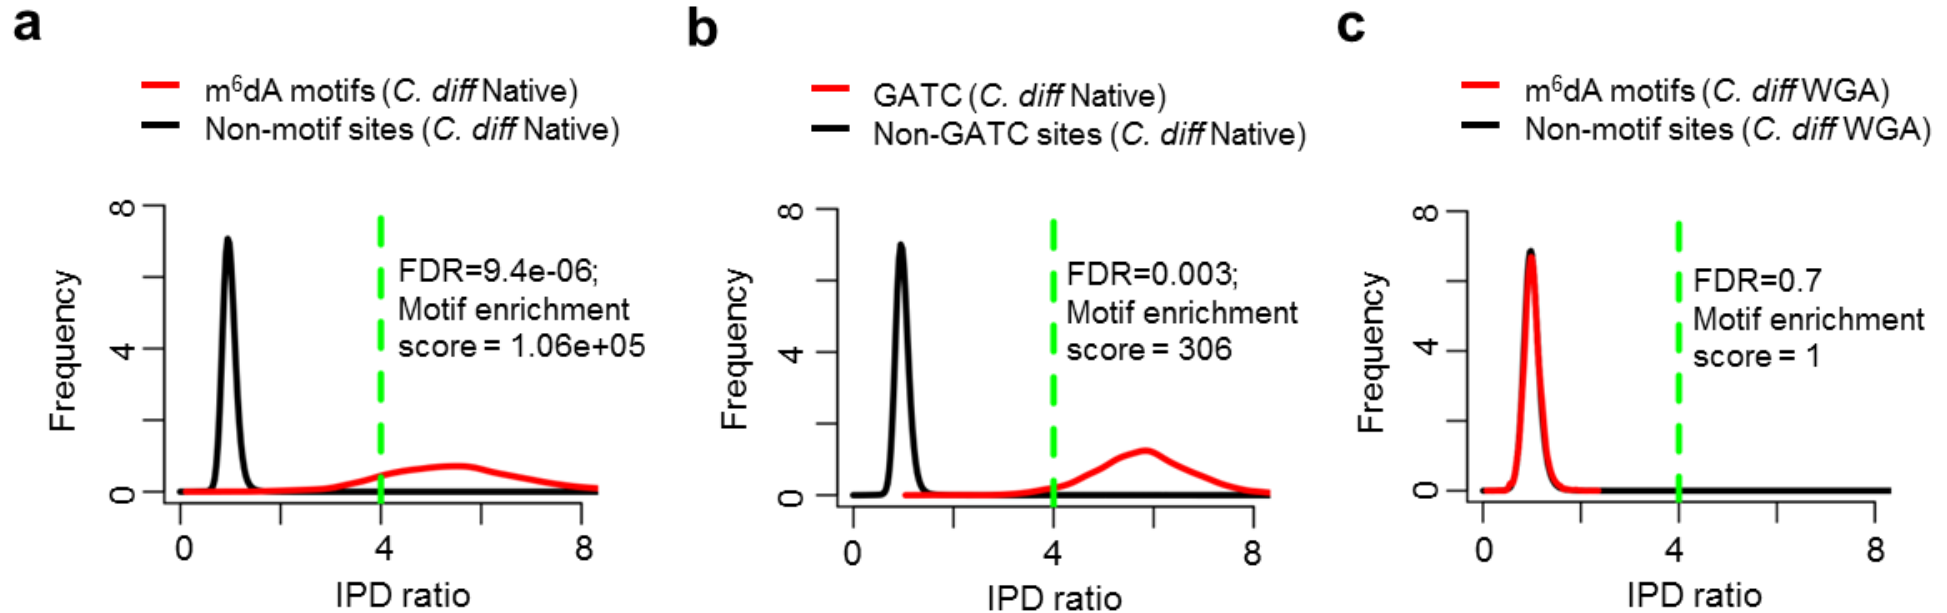 a
m⁶dA motifs (C. diff Native)
Non-motif sites (C. diff Native)
8
4
0
Frequency
FDR=9.4e-06;
Motif enrichment
score = 1.06e+05
0 4 8
IPD ratio
b
GATC (C. diff Native)
Non-GATC sites (C. diff Native)
8
4
0
Frequency
FDR=0.003;
Motif enrichment
score = 306
0 4 8
IPD ratio
c
m⁶dA motifs (C. diff WGA)
Non-motif sites (C. diff WGA)
8
4
0
Frequency
FDR=0.7
Motif enrichment
score = 1
0 4 8
IPD ratio